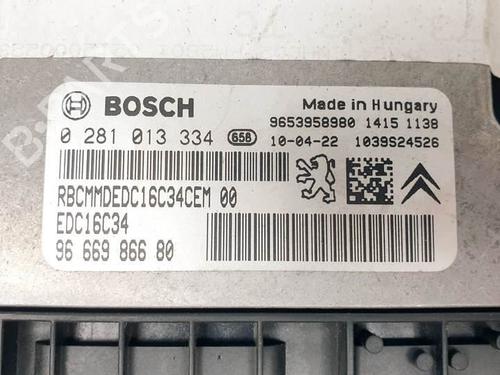 BOSCH
Made in Hungary
9653958980 1415 1138
0 281 013 334 G5B 10-04-22 1039S24526
RBCMMDEDC16C34CEM 00
EDC16C34
96 669 866 80